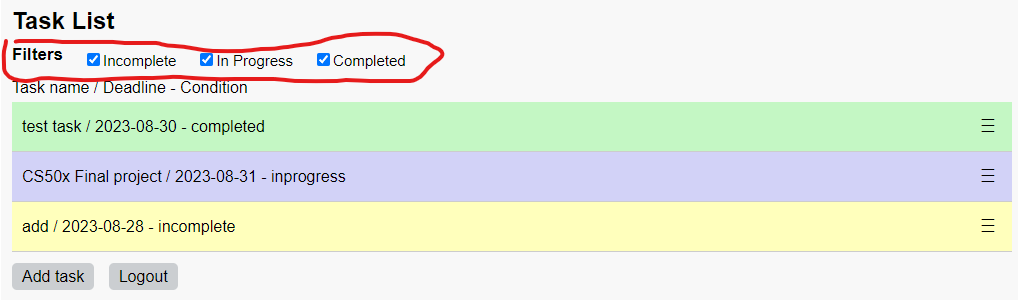 Task List
Filters Incomplete In Progress Completed
Task name / Deadline - Condition
test task / 2023-08-30 - completed
CS50x Final project / 2023-08-31 - inprogress
add / 2023-08-28 - incomplete
Add task Logout